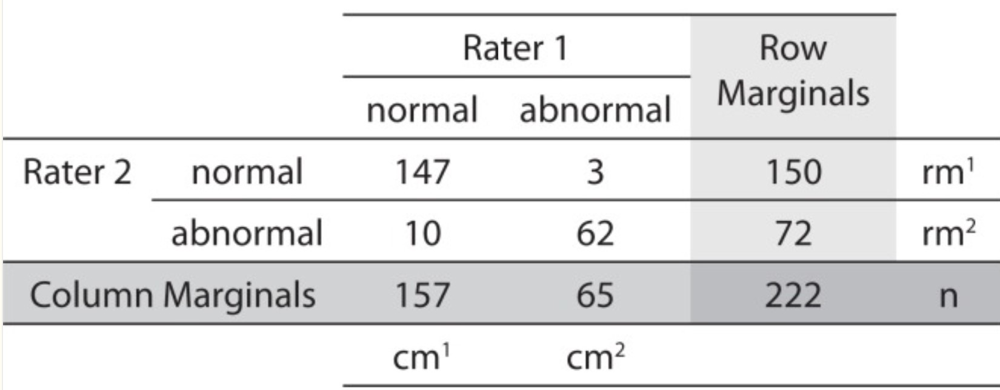 Rater 1 Row
Marginals
normal abnormal
Rater 2 normal 147 3 150 rm¹
abnormal 10 62 72 rm²
Column Marginals 157 65 222 n
cm¹ cm²